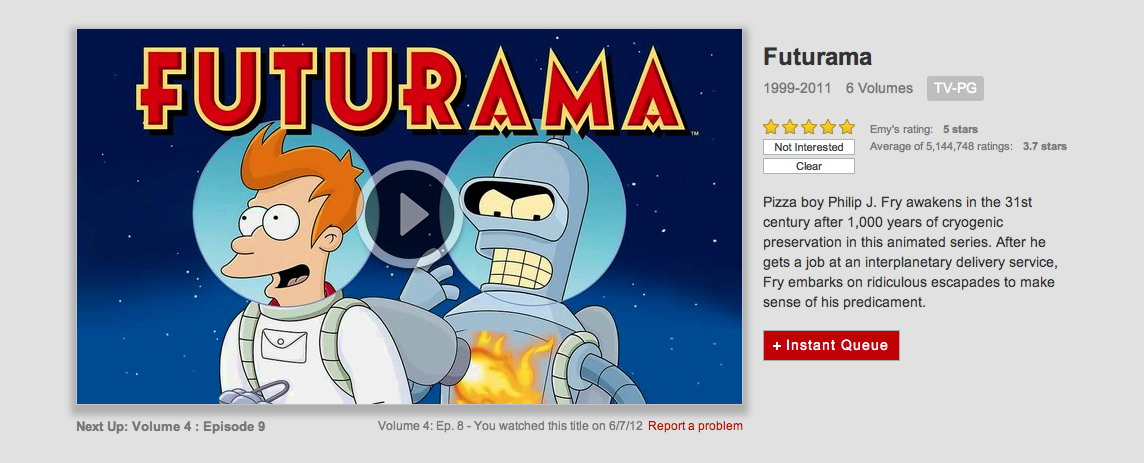 FUTURAMA
™
Futurama
1999-2011 6 Volumes TV-PG
Emy's rating: 5 stars
Not Interested
Average of 5,144,748 ratings: 3.7 stars
Clear
Pizza boy Philip J. Fry awakens in the 31st
century after 1,000 years of cryogenic
preservation in this animated series. After he
gets a job at an interplanetary delivery service,
Fry embarks on ridiculous escapades to make
sense of his predicament.
+ Instant Queue
Next Up: Volume 4 : Episode 9
Volume 4: Ep. 8 - You watched this title on 6/7/12 Report a problem